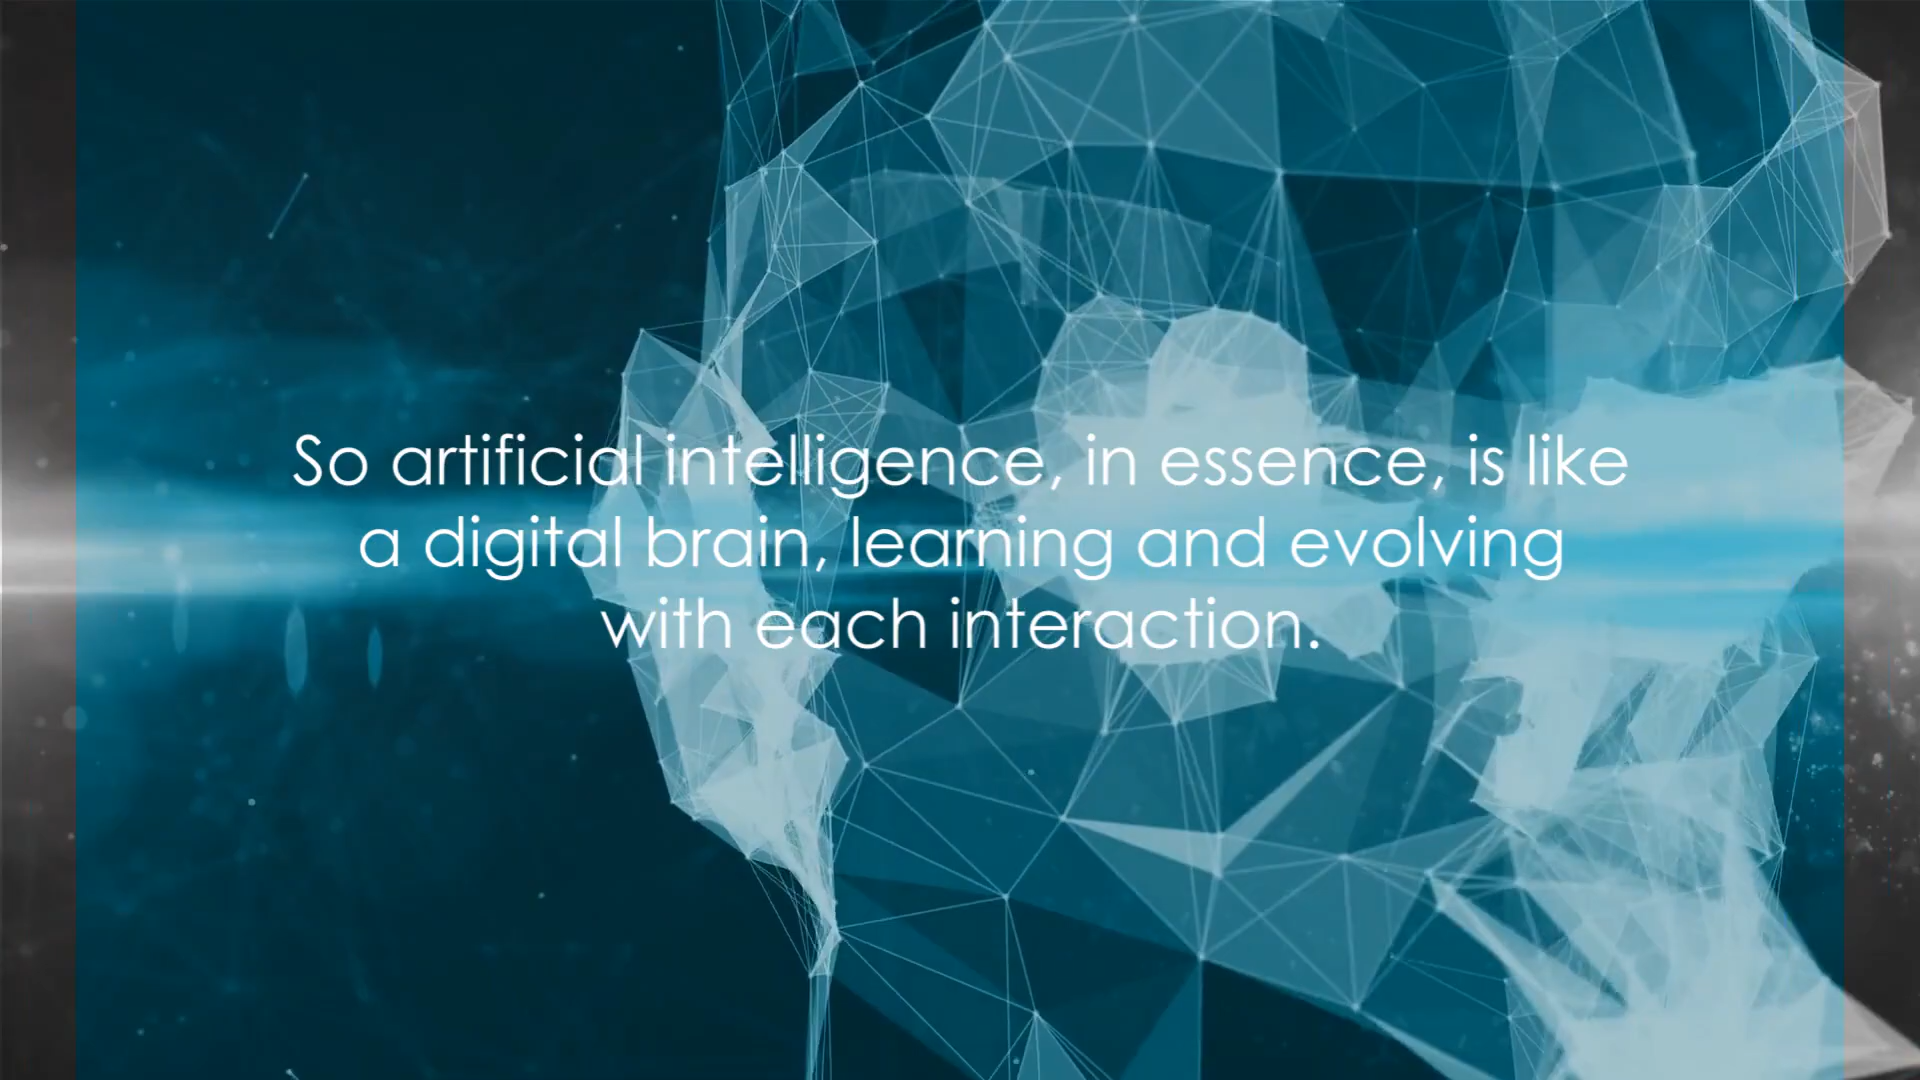 So artificial intelligence, in essence, is like
a digital brain, learning and evolving
with each interaction.